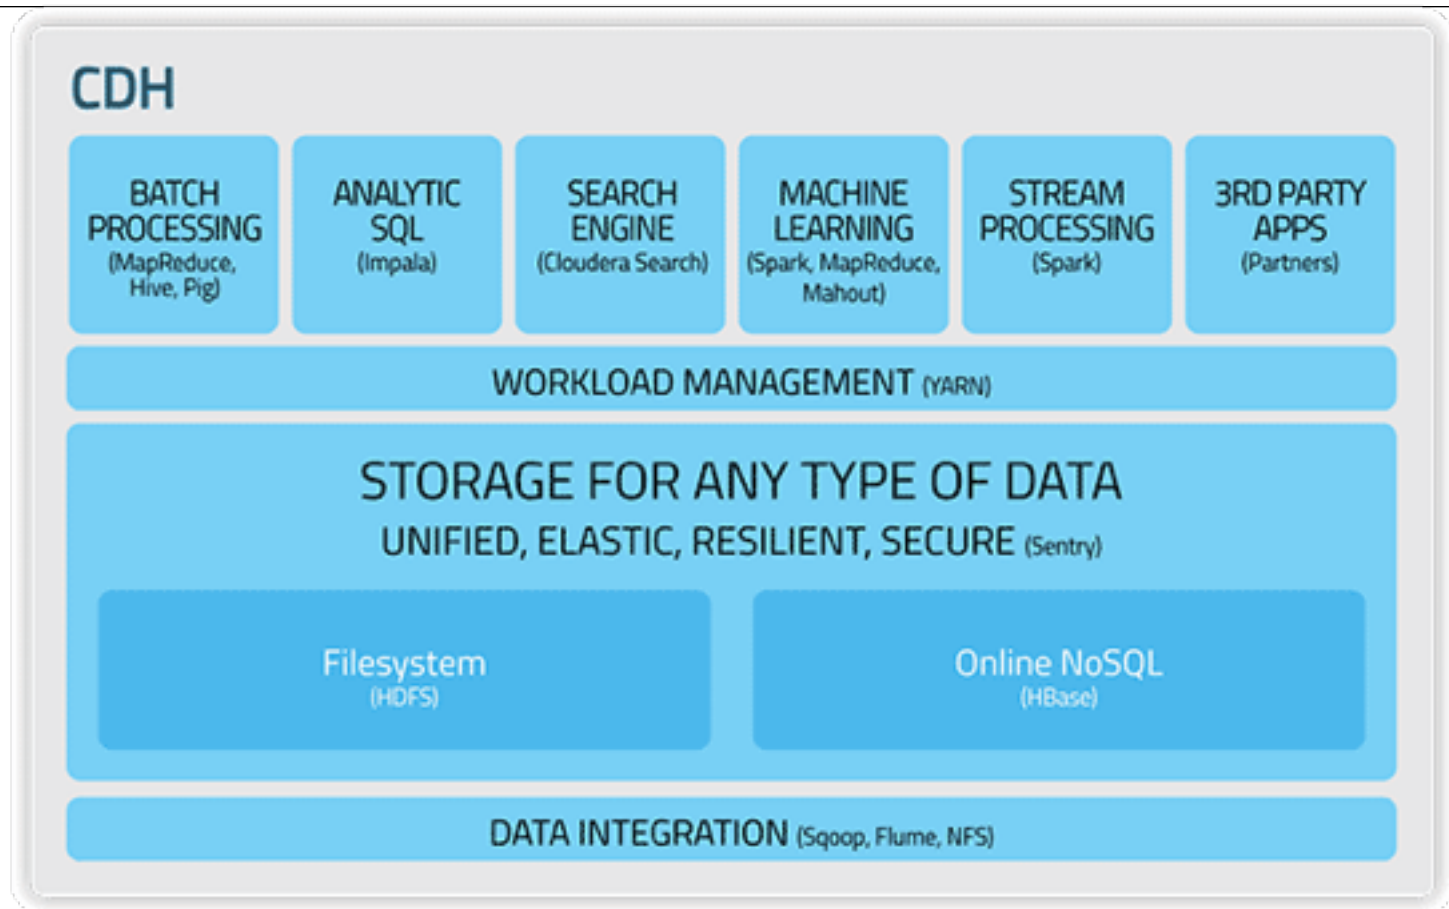 CDH
BATCH
PROCESSING
(MapReduce,
Hive, Pig)
ANALYTIC
SQL
(Impala)
SEARCH
ENGINE
(Cloudera Search)
MACHINE
LEARNING
(Spark, MapReduce,
Mahout)
STREAM
PROCESSING
(Spark)
3RD PARTY
APPS
(Partners)
WORKLOAD MANAGEMENT (YARN)
STORAGE FOR ANY TYPE OF DATA
UNIFIED, ELASTIC, RESILIENT, SECURE (Sentry)
Filesystem
(HDFS)
Online NoSQL
(HBase)
DATA INTEGRATION (Sqoop, Flume, NFS)